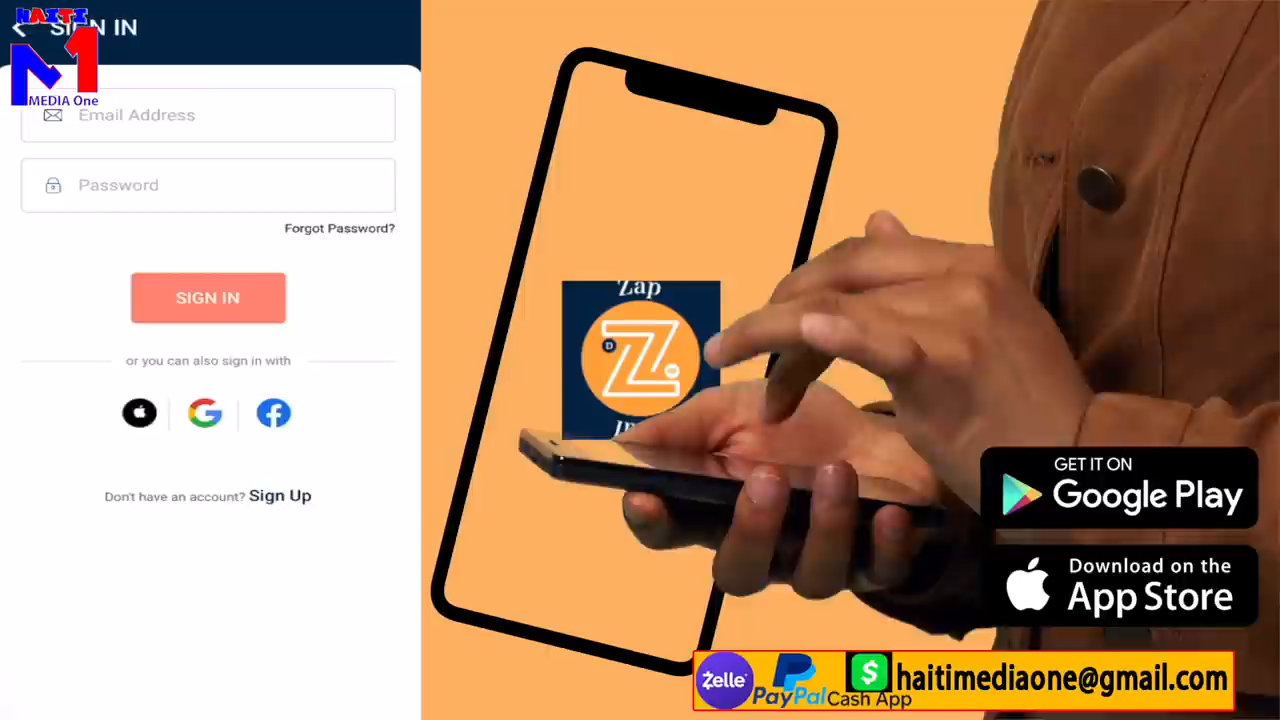 HAITI
SIGN IN
M1
MEDIA One
Email Address
Password
Forgot Password?
SIGN IN
or you can also sign in with
Don't have an account? Sign Up
Zap
Z
D
GET IT ON
Google Play
Download on the
App Store
Zelle
PayPal
$
Cash App
haitimediaone@gmail.com